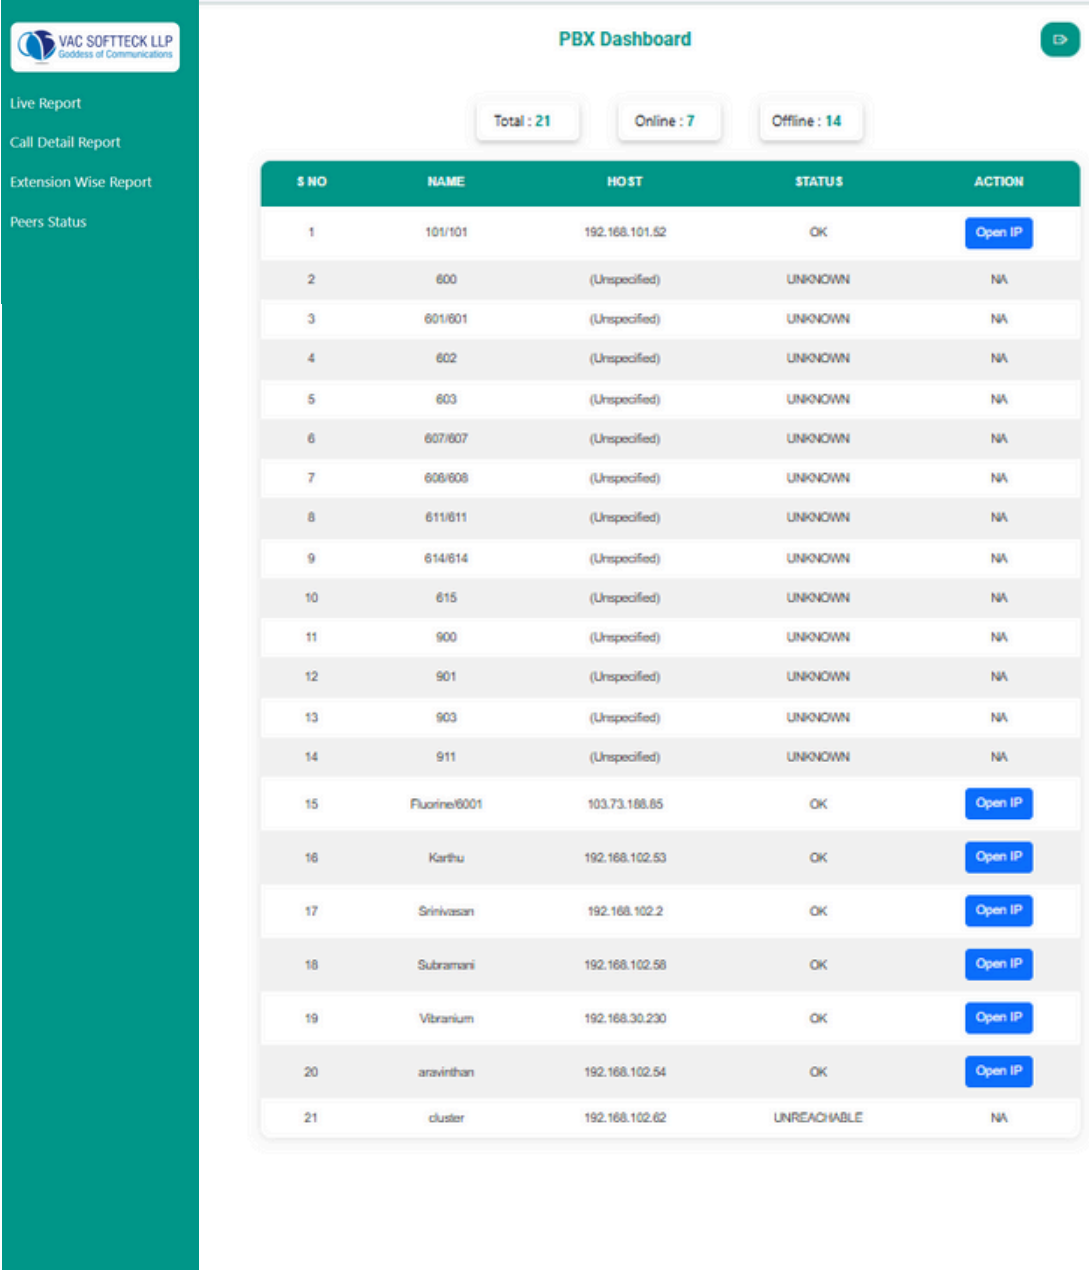 VAC SOFTTECK LLP
Goddess of Communications
Live Report
Call Detail Report
Extension Wise Report
Peers Status
PBX Dashboard
Total : 21 Online : 7 Offline : 14
S NO NAME HOST STATUS ACTION
1 101/101 192.168.101.52 OK Open IP
2 600 (Unspecified) UNKNOWN NA
3 601/601 (Unspecified) UNKNOWN NA
4 602 (Unspecified) UNKNOWN NA
5 603 (Unspecified) UNKNOWN NA
6 607/607 (Unspecified) UNKNOWN NA
7 608/608 (Unspecified) UNKNOWN NA
8 611/611 (Unspecified) UNKNOWN NA
9 614/614 (Unspecified) UNKNOWN NA
10 615 (Unspecified) UNKNOWN NA
11 900 (Unspecified) UNKNOWN NA
12 901 (Unspecified) UNKNOWN NA
13 903 (Unspecified) UNKNOWN NA
14 911 (Unspecified) UNKNOWN NA
15 Fluorine/6001 103.73.188.85 OK Open IP
16 Karthu 192.168.102.53 OK Open IP
17 Srinivasan 192.168.102.2 OK Open IP
18 Subramani 192.168.102.58 OK Open IP
19 Vibranium 192.168.30.230 OK Open IP
20 aravinthan 192.168.102.54 OK Open IP
21 cluster 192.168.102.62 UNREACHABLE NA